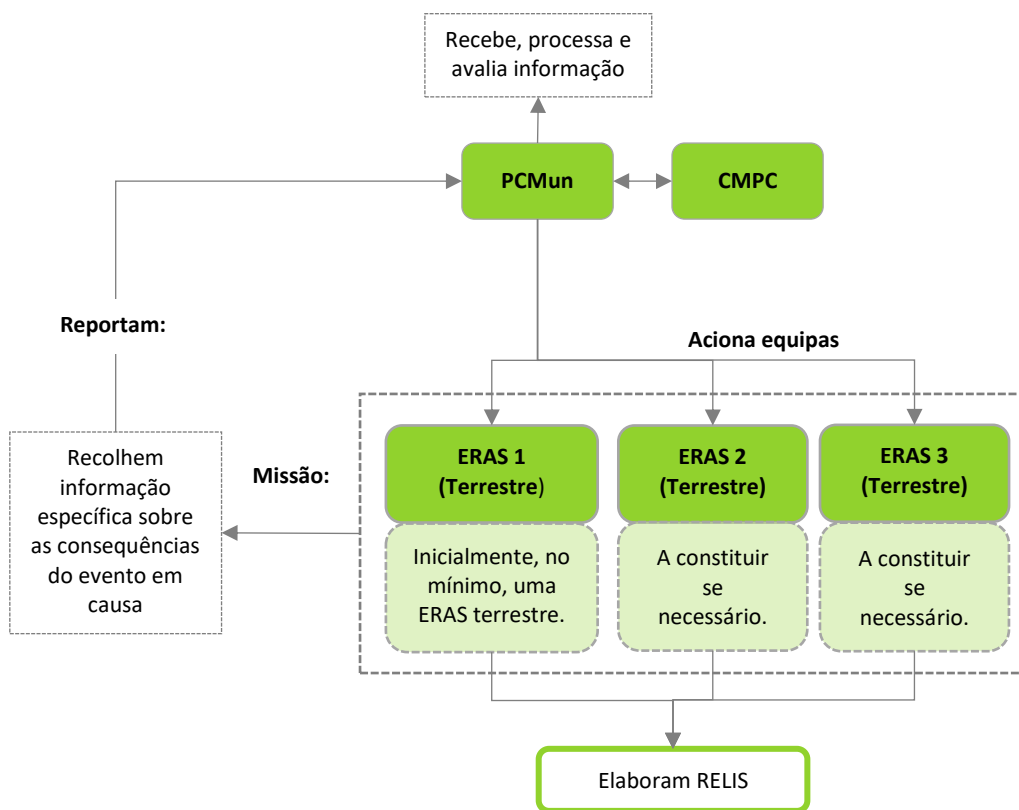 Recebe, processa e
avalia informação
PCMun
CMPC
Reportam:
Aciona equipas
Recolhem
informação
específica sobre
as consequências
do evento em
causa
Missão:
ERAS 1
(Terrestre)
Inicialmente, no
mínimo, uma
ERAS terrestre.
ERAS 2
(Terrestre)
A constituir
se
necessário.
ERAS 3
(Terrestre)
A constituir
se
necessário.
Elaboram RELIS